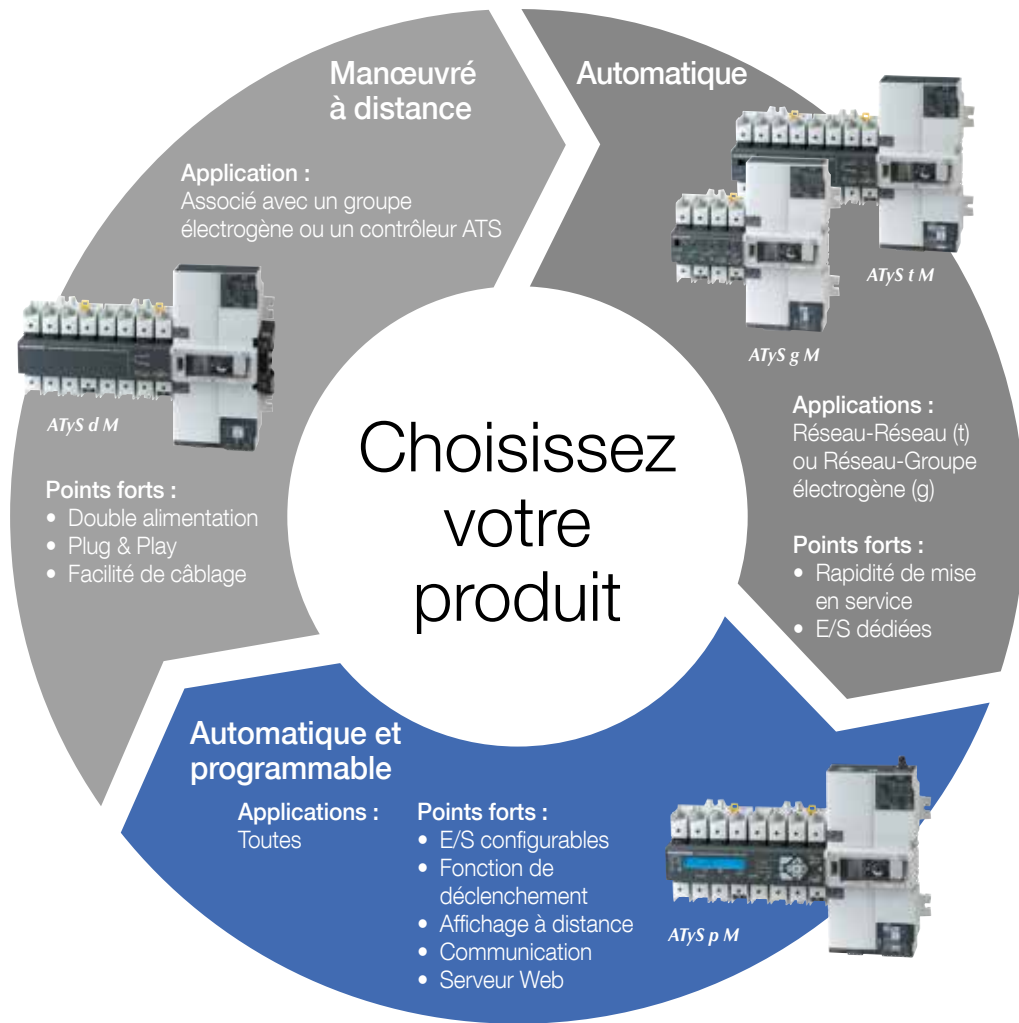 Manœuvré
à distance
Application :
Associé avec un groupe
électrogène ou un contrôleur ATS
ATyS d M
Points forts :
• Double alimentation
• Plug & Play
• Facilité de câblage
Automatique
ATyS t M
ATyS g M
Applications :
Réseau-Réseau (t)
ou Réseau-Groupe
électrogène (g)
Points forts :
• Rapidité de mise
en service
• E/S dédiées
Choisissez
votre
produit
Automatique et
programmable
Applications :
Toutes
Points forts :
• E/S configurables
• Fonction de
déclenchement
• Affichage à distance
• Communication
• Serveur Web
ATyS p M